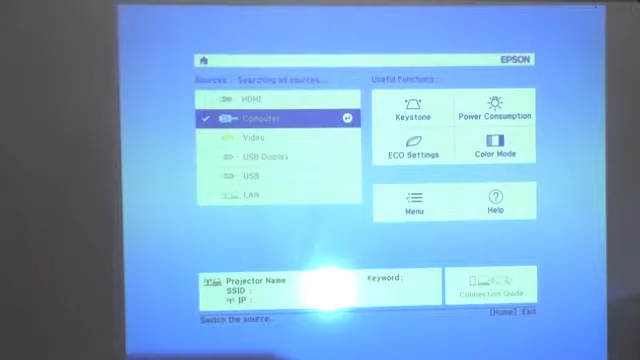 EPSON
Sources : Searching all sources...
Useful Functions:
HDMI
Computer
Video
USB Display
USB
LAN
Keystone
Power Consumption
ECO Settings
Color Mode
Menu
Help
Projector Name
SSID :
IP :
Keyword:
Connection Guide
Switch the source.
[Home] :Exit